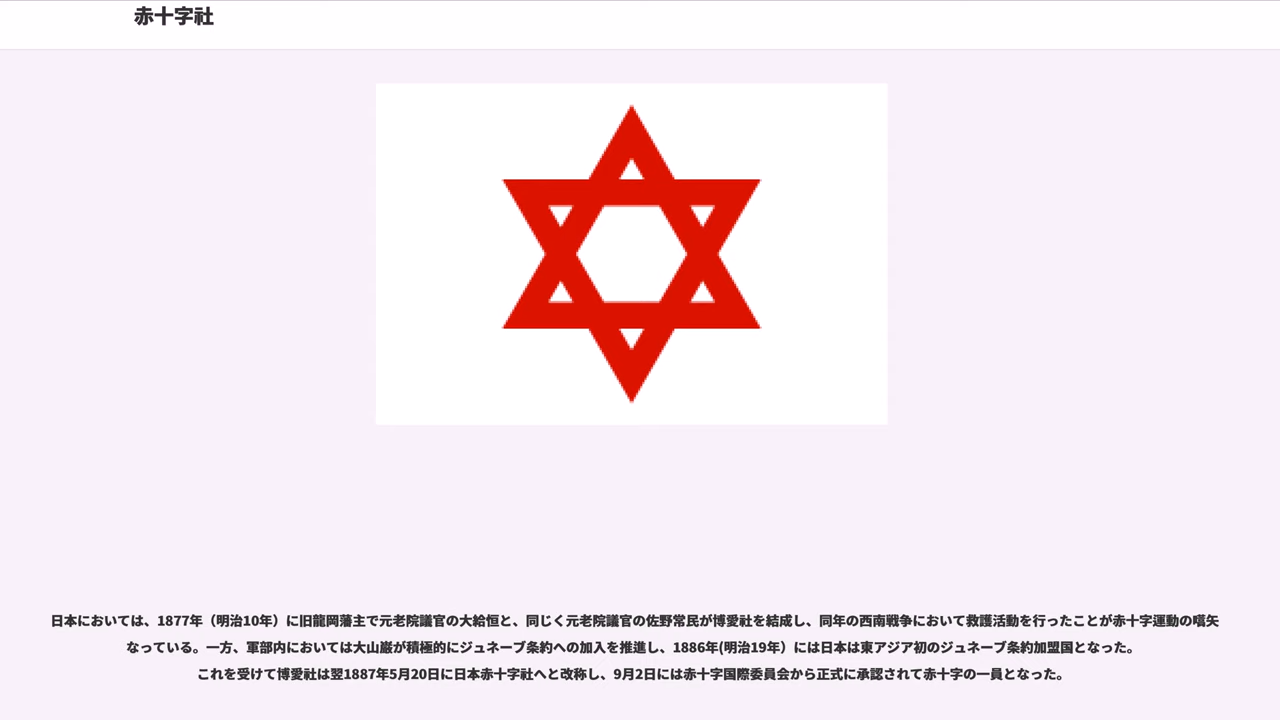 赤十字社
日本においては、1877年（明治10年）に旧龍岡藩主で元老院議官の大給恒と、同じく元老院議官の佐野常民が博愛社を結成し、同年の西南戦争において救護活動を行ったことが赤十字運動の嚆矢
なっている。一方、軍部内においては大山巌が積極的にジュネーブ条約への加入を推進し、1886年(明治19年）には日本は東アジア初のジュネーブ条約加盟国となった。
これを受けて博愛社は翌1887年5月20日に日本赤十字社へと改称し、9月2日には赤十字国際委員会から正式に承認されて赤十字の一員となった。